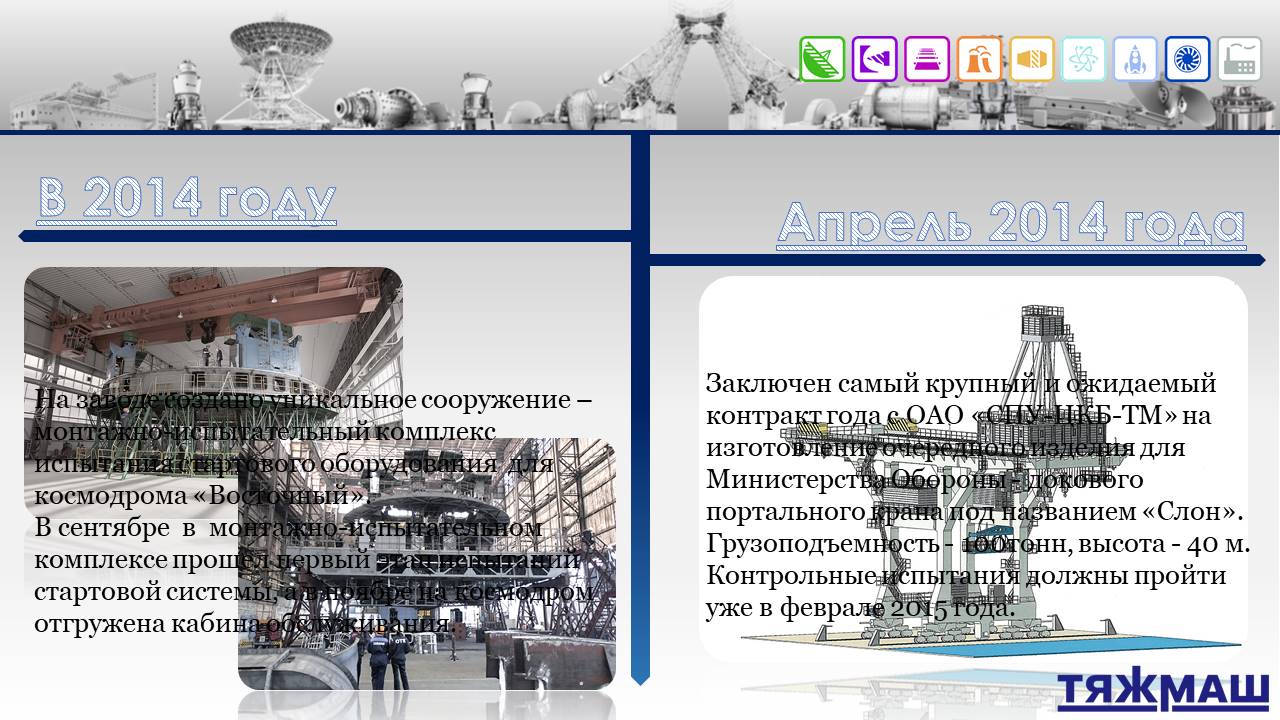 В 2014 году
На заводе создано уникальное сооружение –
монтажно-испытательный комплекс
испытания стартового оборудования для
космодрома «Восточный».
В сентябре в монтажно-испытательном
комплексе прошел первый этап испытаний
стартовой системы, а в ноябре на космодром
отгружена кабина обслуживания.
Апрель 2014 года
Заключен самый крупный и ожидаемый
контракт года с ОАО «СПУ-ЦКБ-ТМ» на
изготовление очередного изделия для
Министерства Обороны - докового
портального крана под названием «Слон».
Грузоподъемность - 100тонн, высота - 40 м.
Контрольные испытания должны пройти
уже в феврале 2015 года.
ТЯЖМАШ